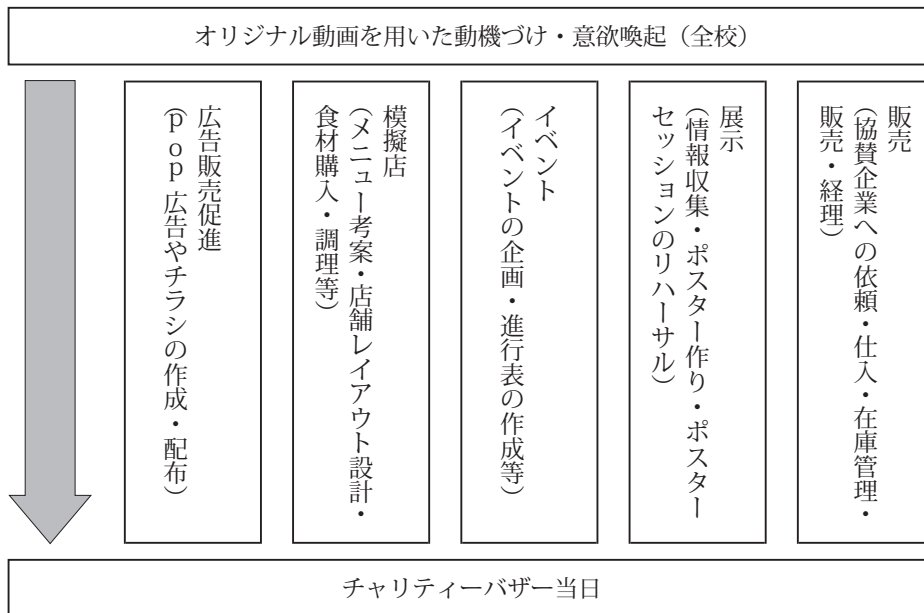 オリジナル動画を用いた動機づけ・意欲喚起（全校）
販売
（協賛企業への依頼・仕入・在庫管理・
販売・経理）
展示
（情報収集・ポスター作り・ポスター
セッションのリハーサル）
イベント
（イベントの企画・進行表の作成等）
模擬店
（メニュー考案・店舗レイアウト設計・
食材購入・調理等）
広告販売促進
（pop広告やチラシの作成・配布）
チャリティーバザー当日